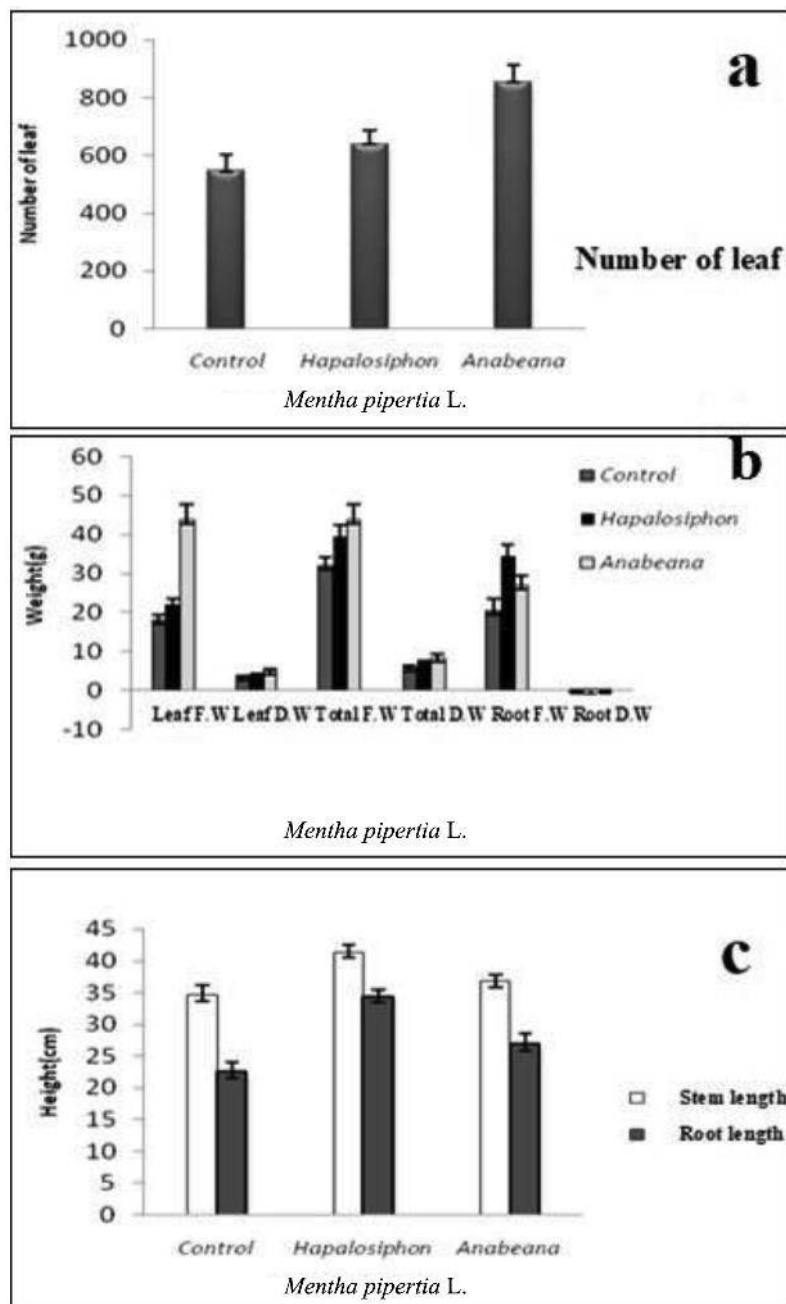 a
1000
800
600
400
200
0
Number of leaf
Number of leaf
Control Hapalosiphon Anabeana
Mentha pipertia L.
b
60
50
40
30
20
10
0
-10
Weight(g)
Control
Hapalosiphon
Anabeana
Leaf F.W Leaf D.W Total F.W Total D.W Root F.W Root D.W
Mentha pipertia L.
c
45
40
35
30
25
20
15
10
5
0
Height(cm)
Stem length
Root length
Control Hapalosiphon Anabeana
Mentha pipertia L.